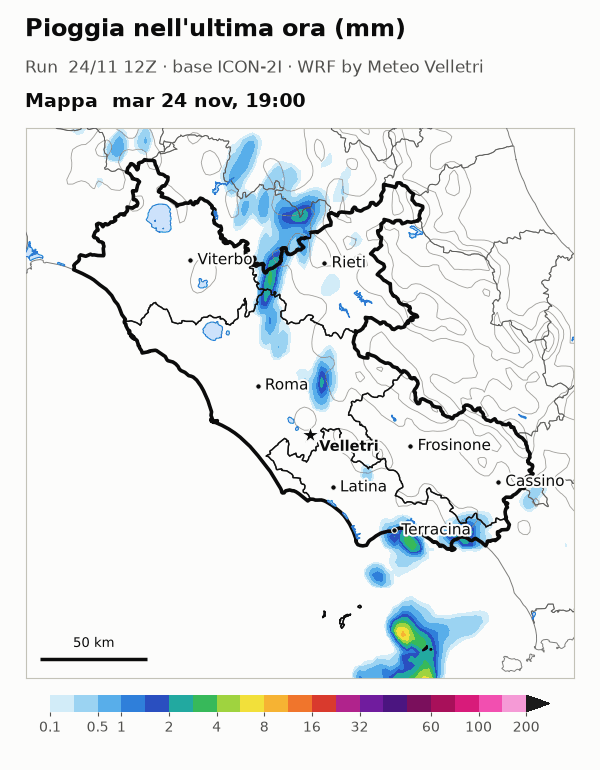 Pioggia nell'ultima ora (mm)
Run 24/11 12Z · base ICON-2I · WRF by Meteo Velletri
Mappa mar 24 nov, 19:00
Viterbo
Rieti
Roma
Velletri
Frosinone
Cassino
Latina
Terracina
50 km
0.1 0.5 1 2 4 8 16 32 60 100 200